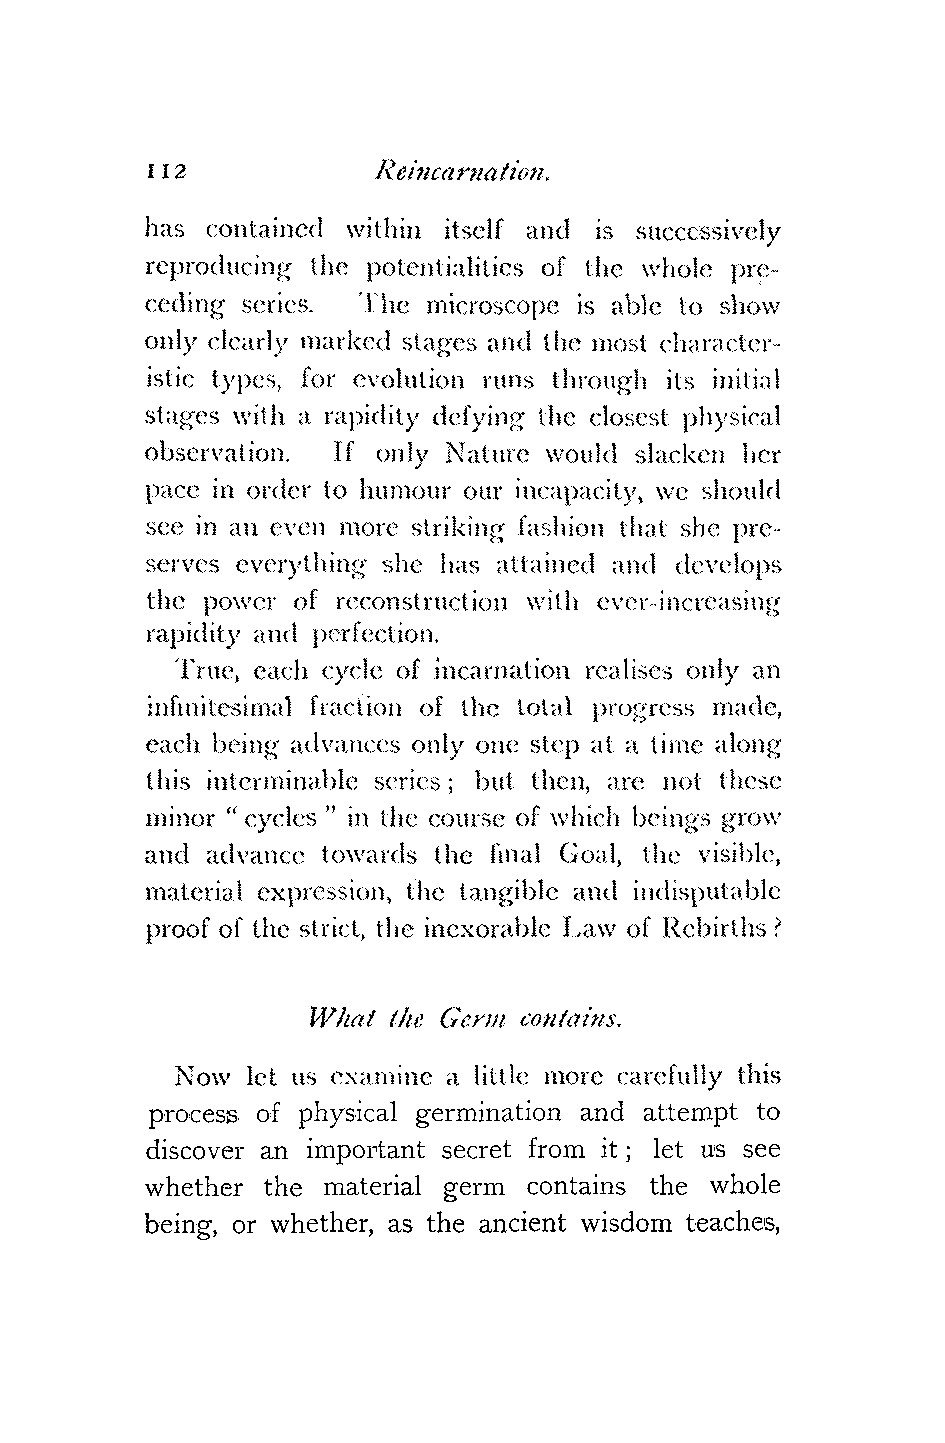 112 Reincarnation.
has contained within itself and is successively
reproducing the potentialities of the whole pre-
ceding series. The microscope is able to show
only clearly marked stages and the most character-
istic types, for evolution runs through its initial
stages with a rapidity defying the closest physical
observation. If only Nature would slacken her
pace in order to humour our incapacity, we should
see in an even more striking fashion that she pre-
serves everything she has attained and develops
the power of reconstruction with ever-increasing
rapidity and perfection.
True, each cycle of incarnation realises only an
infinitesimal fraction of the total progress made,
each being advances only one step at a time along
this interminable series; but then, are not these
minor "cycles" in the course of which beings grow
and advance towards the final Goal, the visible,
material expression, the tangible and indisputable
proof of the strict, the inexorable Law of Rebirths?
What the Germ contains.
Now let us examine a little more carefully this
process of physical germination and attempt to
discover an important secret from it; let us see
whether the material germ contains the whole
being, or whether, as the ancient wisdom teaches,